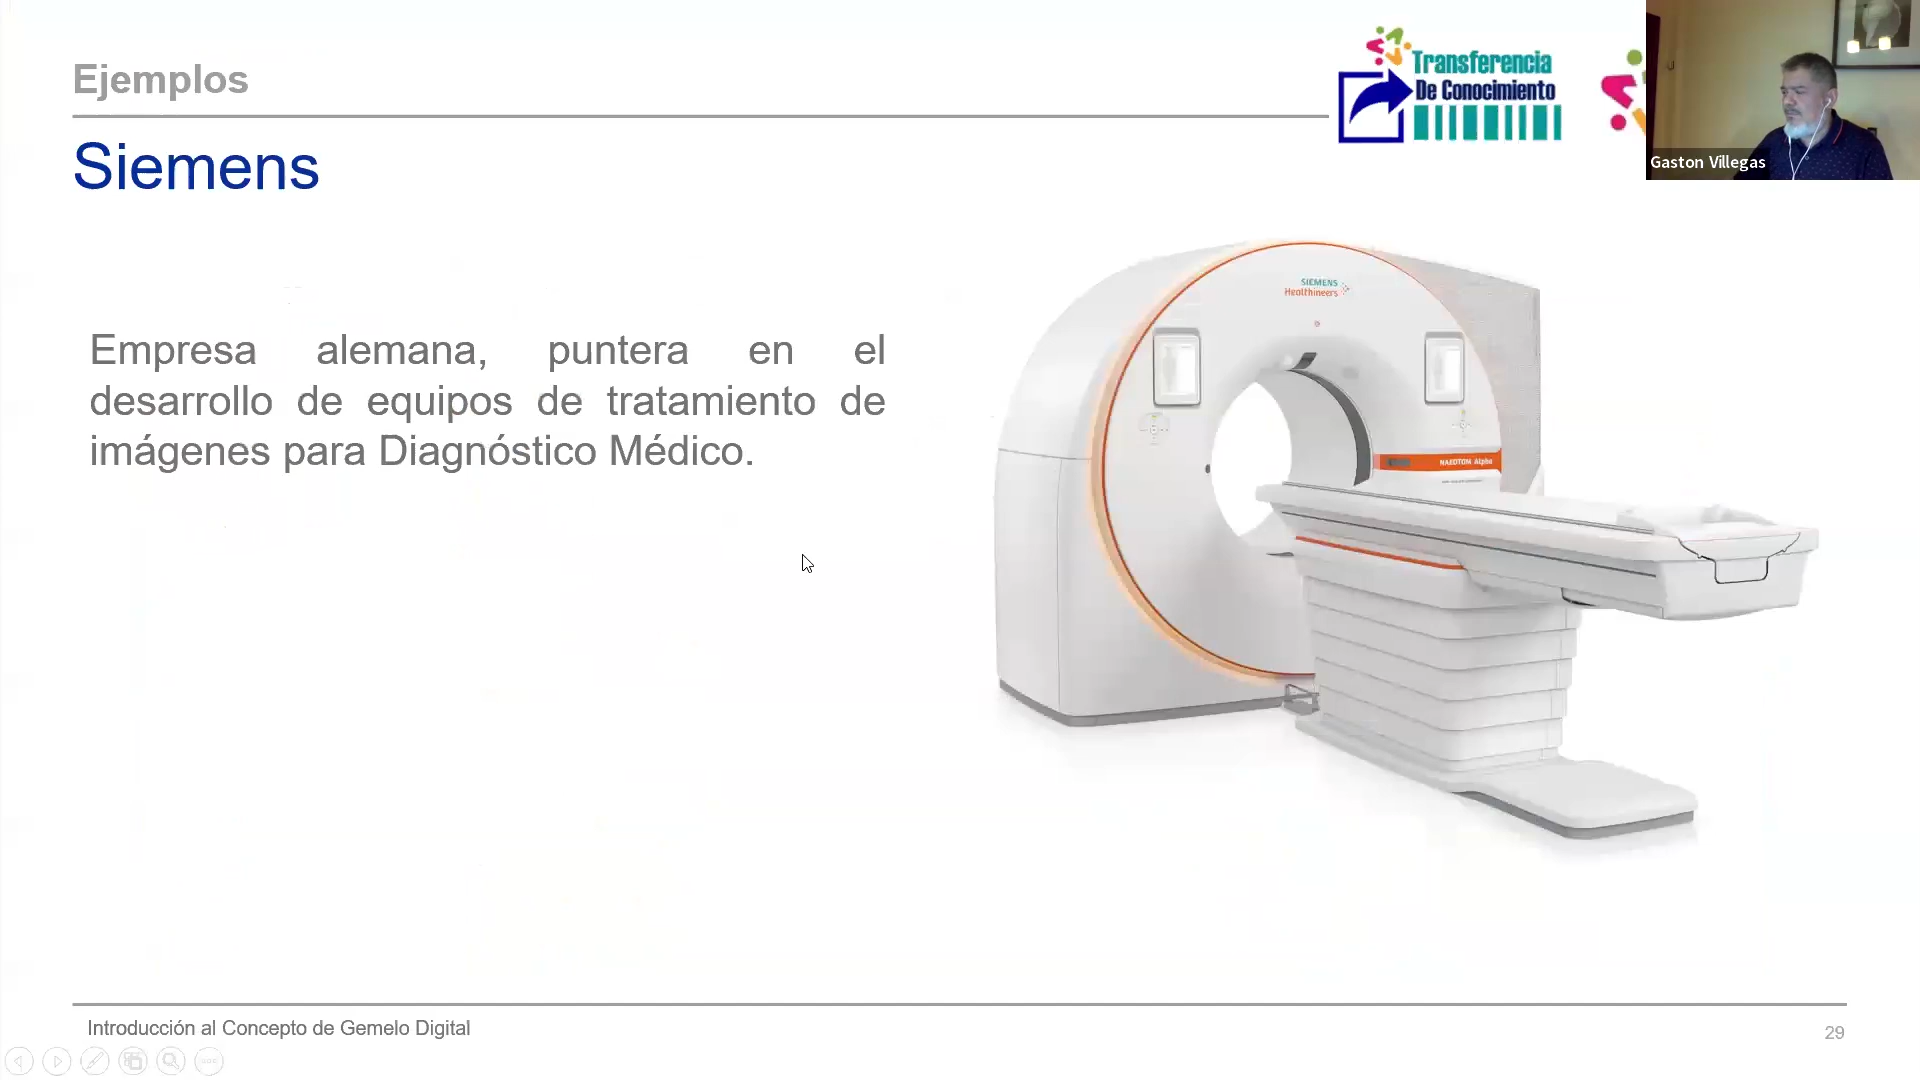 Ejemplos
Transferencia
De Conocimiento
Siemens
Gaston Villegas
SIEMENS
Healthineers
Empresa alemana, puntera en el
desarrollo de equipos de tratamiento de
imágenes para Diagnóstico Médico.
NAEOTOM Alpha
Introducción al Concepto de Gemelo Digital
29